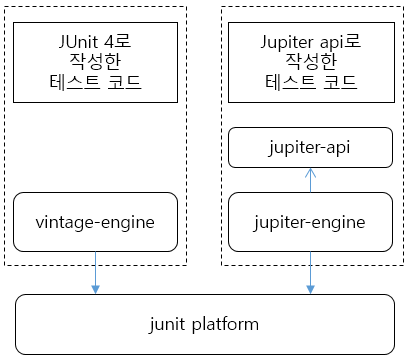 JUnit 4로
작성한
테스트 코드
Jupiter api로
작성한
테스트 코드
jupiter-api
vintage-engine
jupiter-engine
junit platform